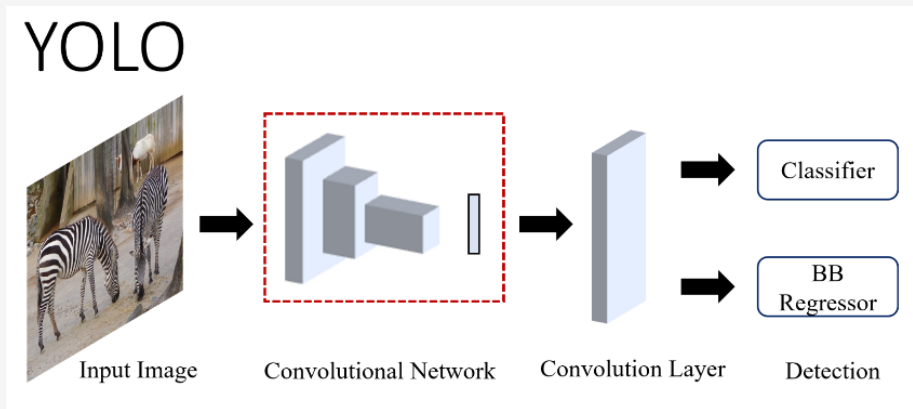 YOLO
Classifier
BB
Regressor
Input Image
Convolutional Network
Convolution Layer
Detection